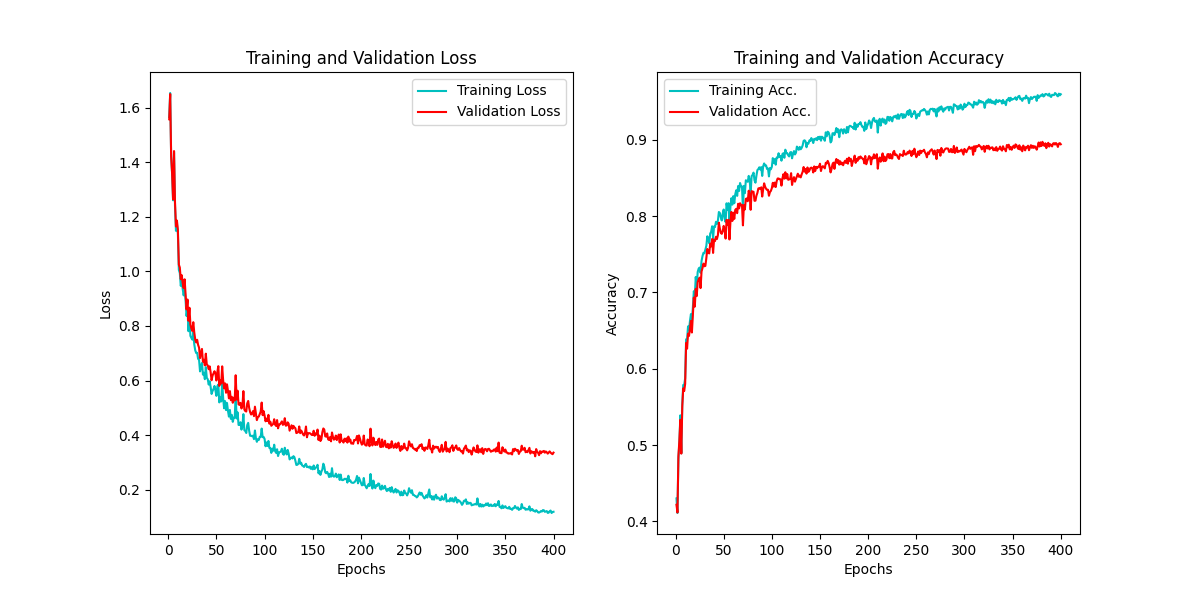 Training and Validation Loss
Training Loss
Validation Loss
1.6
1.4
1.2
1.0
0.8
0.6
0.4
0.2
Loss
0 50 100 150 200 250 300 350 400
Epochs
Training and Validation Accuracy
Training Acc.
Validation Acc.
0.9
0.8
0.7
0.6
0.5
0.4
Accuracy
0 50 100 150 200 250 300 350 400
Epochs